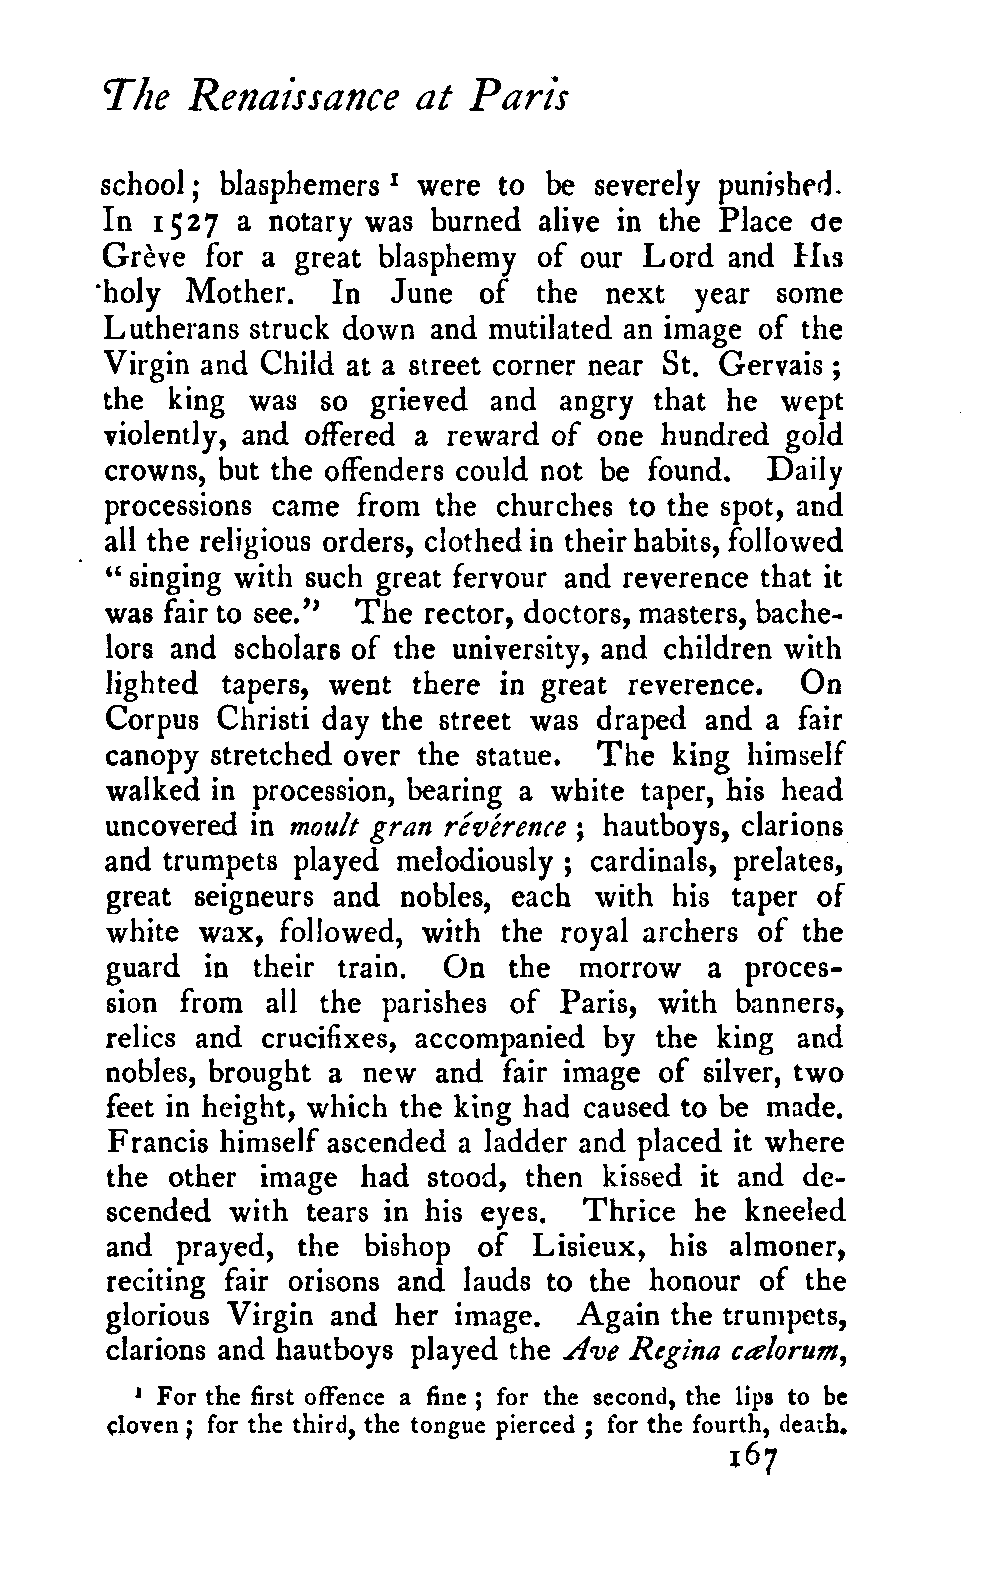 The Renaissance at Paris
school; blasphemers ¹ were to be severely punished.
In 1527 a notary was burned alive in the Place de
Grève for a great blasphemy of our Lord and His
holy Mother. In June of the next year some
Lutherans struck down and mutilated an image of the
Virgin and Child at a street corner near St. Gervais;
the king was so grieved and angry that he wept
violently, and offered a reward of one hundred gold
crowns, but the offenders could not be found. Daily
processions came from the churches to the spot, and
all the religious orders, clothed in their habits, followed
“singing with such great fervour and reverence that it
was fair to see.” The rector, doctors, masters, bache-
lors and scholars of the university, and children with
lighted tapers, went there in great reverence. On
Corpus Christi day the street was draped and a fair
canopy stretched over the statue. The king himself
walked in procession, bearing a white taper, his head
uncovered in moult gran révérence; hautboys, clarions
and trumpets played melodiously; cardinals, prelates,
great seigneurs and nobles, each with his taper of
white wax, followed, with the royal archers of the
guard in their train. On the morrow a proces-
sion from all the parishes of Paris, with banners,
relics and crucifixes, accompanied by the king and
nobles, brought a new and fair image of silver, two
feet in height, which the king had caused to be made.
Francis himself ascended a ladder and placed it where
the other image had stood, then kissed it and de-
scended with tears in his eyes. Thrice he kneeled
and prayed, the bishop of Lisieux, his almoner,
reciting fair orisons and lauds to the honour of the
glorious Virgin and her image. Again the trumpets,
clarions and hautboys played the Ave Regina cælorum,
¹ For the first offence a fine; for the second, the lips to be
cloven; for the third, the tongue pierced; for the fourth, death.
167